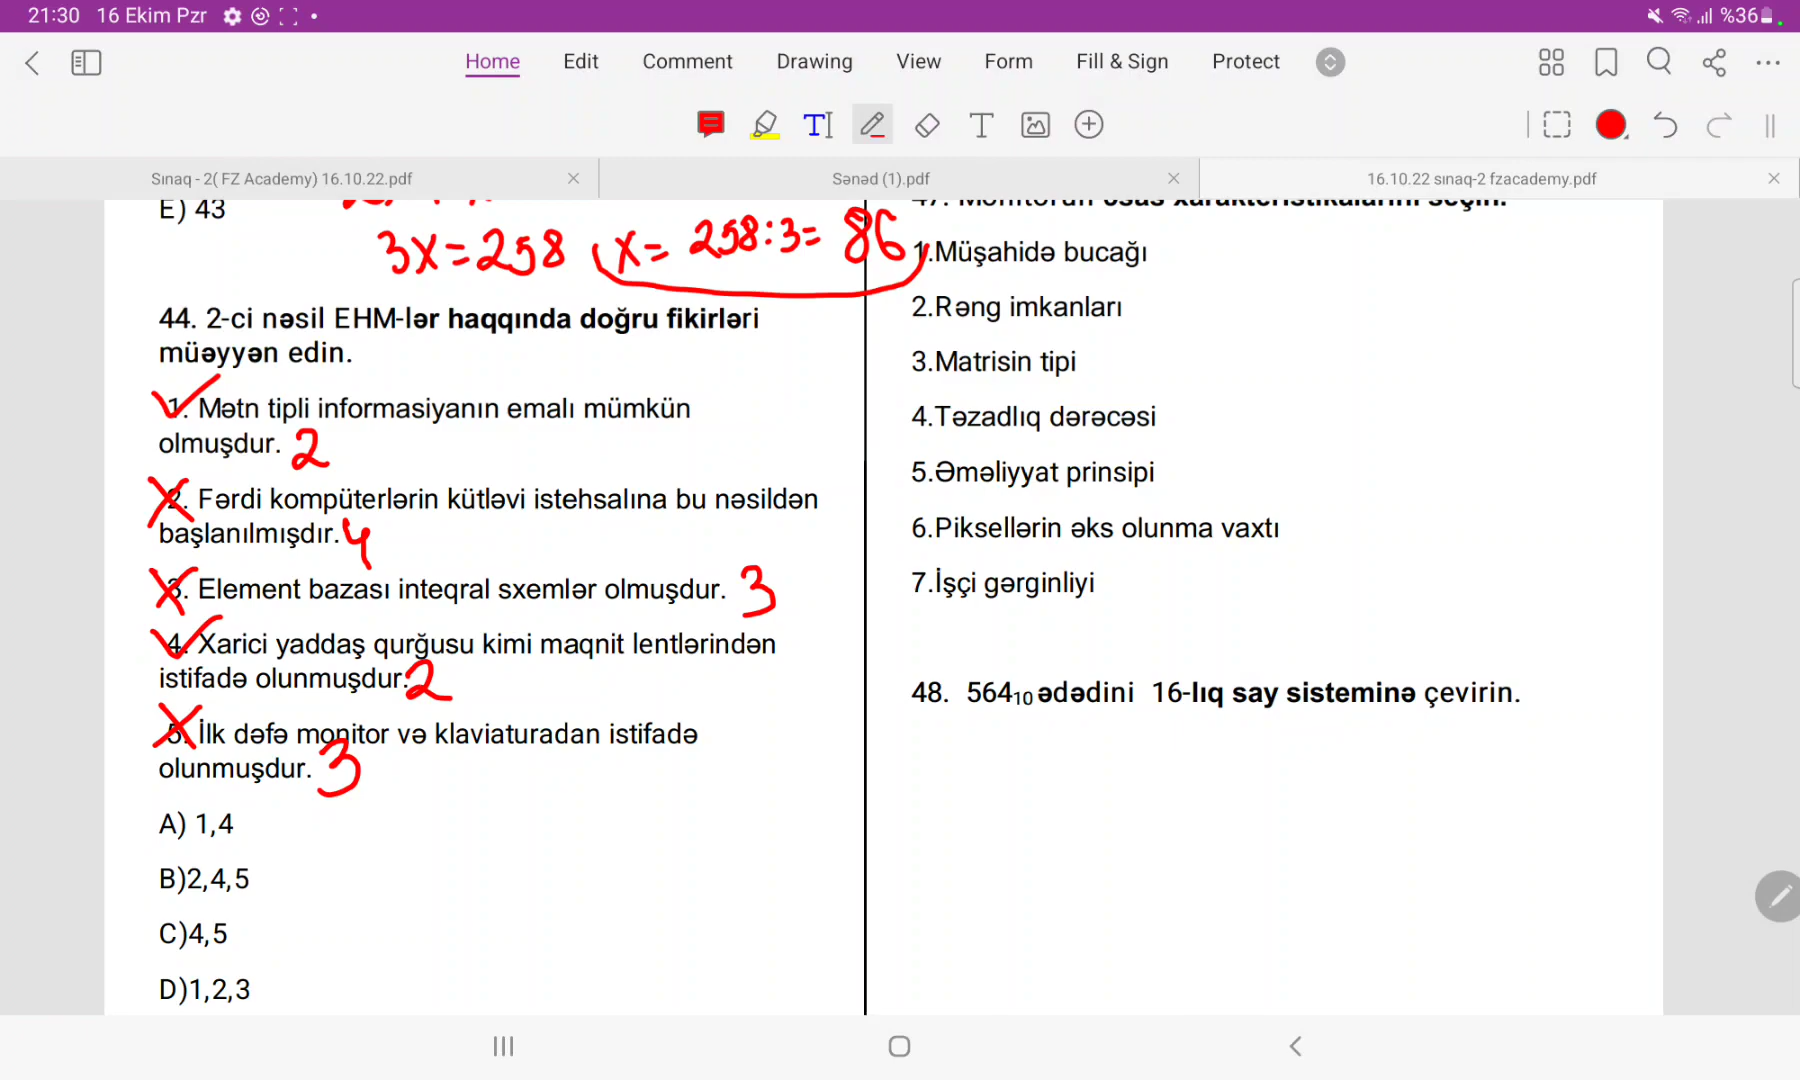 21:30 16 Ekim Pzr
%36
Home Edit Comment Drawing View Form Fill & Sign Protect
Sınaq - 2( FZ Academy) 16.10.22.pdf
Sənəd (1).pdf
16.10.22 sınaq-2 fzacademy.pdf
E) 43
3x=258 x= 258:3= 86
44. 2-ci nəsil EHM-lər haqqında doğru fikirləri
müəyyən edin.
1. Mətn tipli informasiyanın emalı mümkün
olmuşdur. 2
2. Fərdi kompüterlərin kütləvi istehsalına bu nəsildən
başlanılmışdır. 4
3. Element bazası inteqral sxemlər olmuşdur. 3
4. Xarici yaddaş qurğusu kimi maqnit lentlərindən
istifadə olunmuşdur. 2
5. İlk dəfə monitor və klaviaturadan istifadə
olunmuşdur. 3
A) 1,4
B)2,4,5
C)4,5
D)1,2,3
47. Monitorun əsas xarakteristikalarını seçin.
1.Müşahidə bucağı
2.Rəng imkanları
3.Matrisin tipi
4.Təzadlıq dərəcəsi
5.Əməliyyat prinsipi
6.Piksellərin əks olunma vaxtı
7.İşçi gərginliyi
48. 564₁₀ ədədini 16-lıq say sisteminə çevirin.